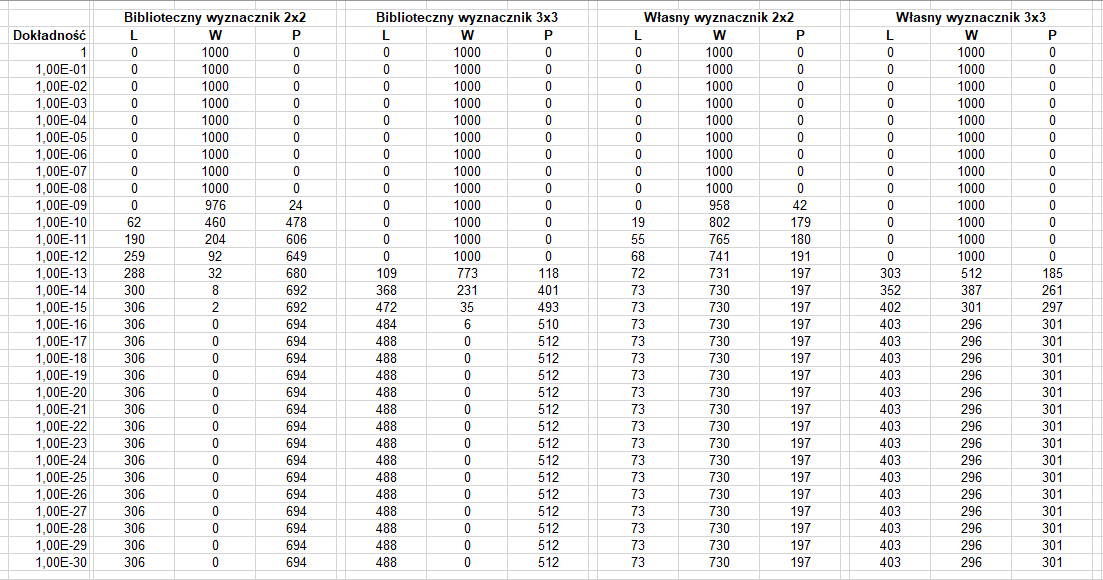 Biblioteczny wyznacznik 2x2 Biblioteczny wyznacznik 3x3 Własny wyznacznik 2x2 Własny wyznacznik 3x3
Dokładność L W P L W P L W P L W P
1 0 1000 0 0 1000 0 0 1000 0 0 1000 0
1,00E-01 0 1000 0 0 1000 0 0 1000 0 0 1000 0
1,00E-02 0 1000 0 0 1000 0 0 1000 0 0 1000 0
1,00E-03 0 1000 0 0 1000 0 0 1000 0 0 1000 0
1,00E-04 0 1000 0 0 1000 0 0 1000 0 0 1000 0
1,00E-05 0 1000 0 0 1000 0 0 1000 0 0 1000 0
1,00E-06 0 1000 0 0 1000 0 0 1000 0 0 1000 0
1,00E-07 0 1000 0 0 1000 0 0 1000 0 0 1000 0
1,00E-08 0 1000 0 0 1000 0 0 1000 0 0 1000 0
1,00E-09 0 976 24 0 1000 0 0 958 42 0 1000 0
1,00E-10 62 460 478 0 1000 0 19 802 179 0 1000 0
1,00E-11 190 204 606 0 1000 0 55 765 180 0 1000 0
1,00E-12 259 92 649 0 1000 0 68 741 191 0 1000 0
1,00E-13 288 32 680 109 773 118 72 731 197 303 512 185
1,00E-14 300 8 692 368 231 401 73 730 197 352 387 261
1,00E-15 306 2 692 472 35 493 73 730 197 402 301 297
1,00E-16 306 0 694 484 6 510 73 730 197 403 296 301
1,00E-17 306 0 694 488 0 512 73 730 197 403 296 301
1,00E-18 306 0 694 488 0 512 73 730 197 403 296 301
1,00E-19 306 0 694 488 0 512 73 730 197 403 296 301
1,00E-20 306 0 694 488 0 512 73 730 197 403 296 301
1,00E-21 306 0 694 488 0 512 73 730 197 403 296 301
1,00E-22 306 0 694 488 0 512 73 730 197 403 296 301
1,00E-23 306 0 694 488 0 512 73 730 197 403 296 301
1,00E-24 306 0 694 488 0 512 73 730 197 403 296 301
1,00E-25 306 0 694 488 0 512 73 730 197 403 296 301
1,00E-26 306 0 694 488 0 512 73 730 197 403 296 301
1,00E-27 306 0 694 488 0 512 73 730 197 403 296 301
1,00E-28 306 0 694 488 0 512 73 730 197 403 296 301
1,00E-29 306 0 694 488 0 512 73 730 197 403 296 301
1,00E-30 306 0 694 488 0 512 73 730 197 403 296 301